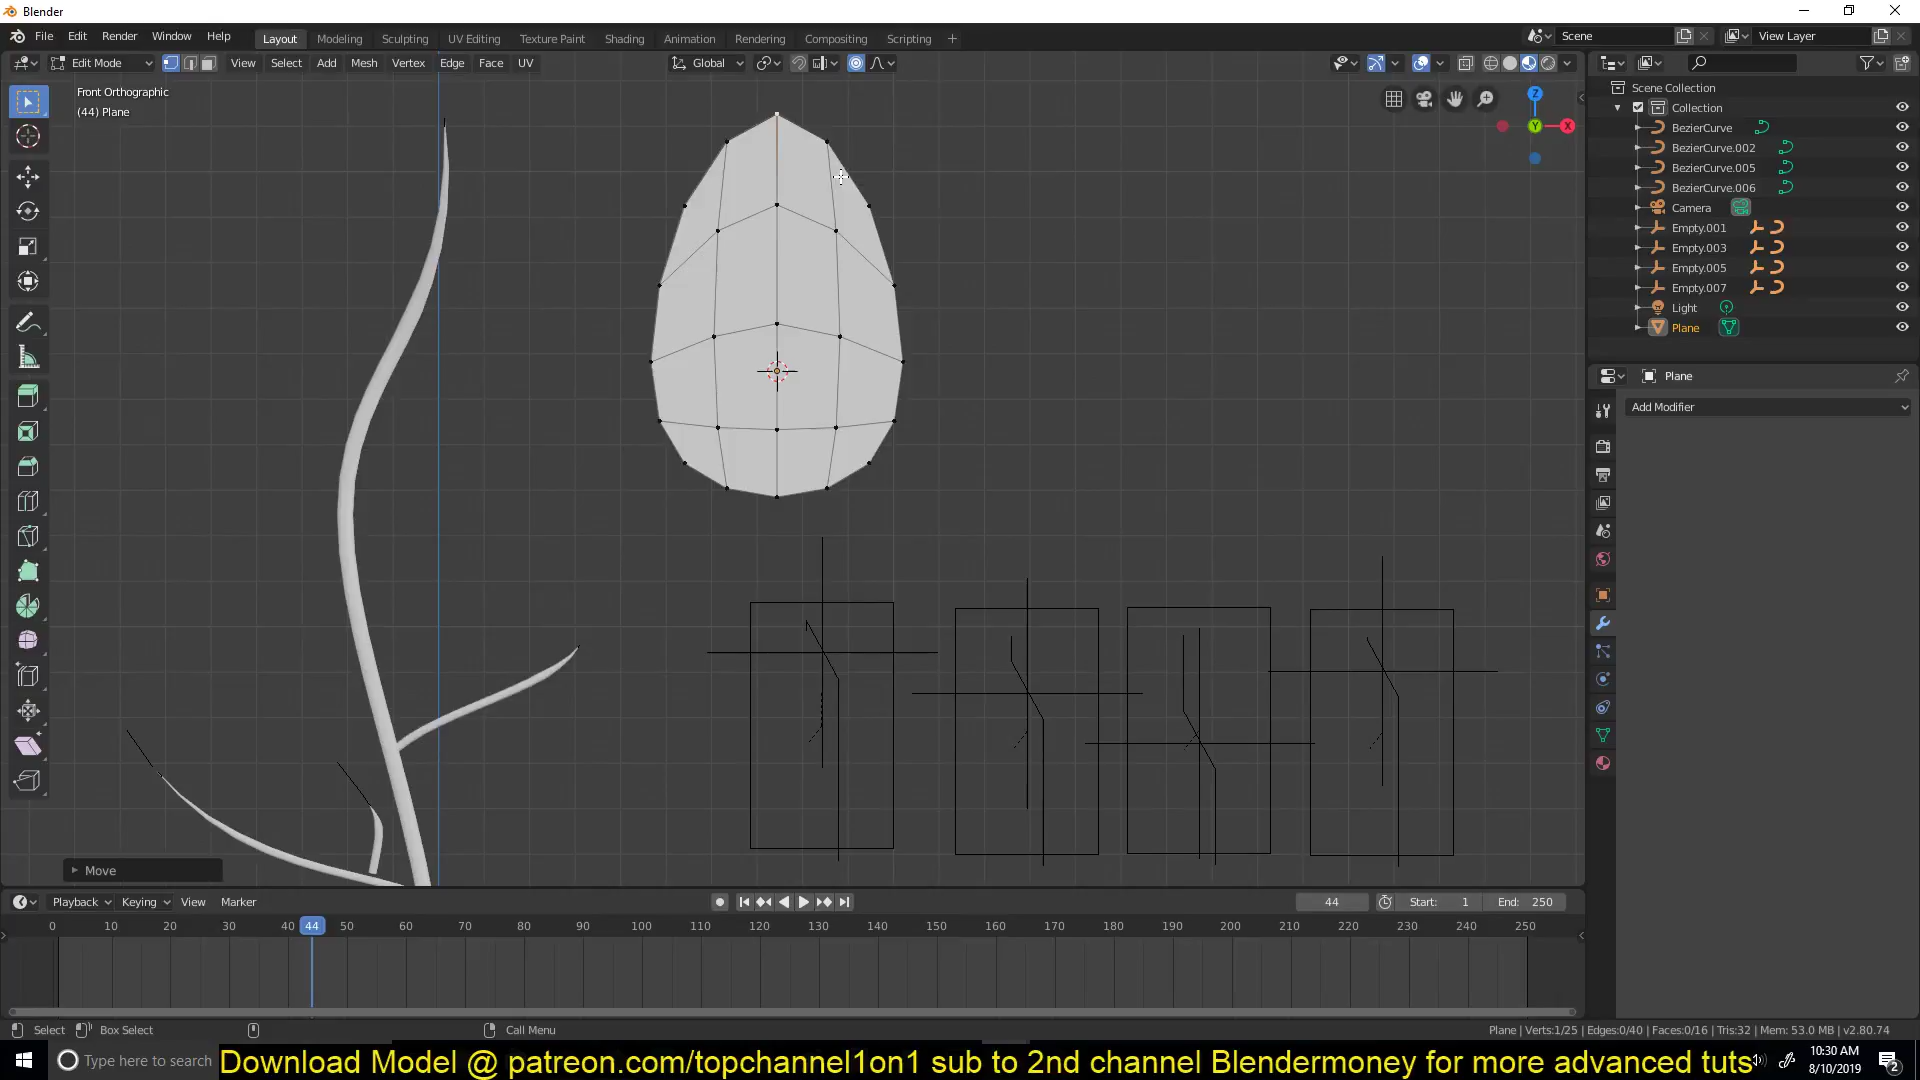 Blender
File Edit Render Window Help Layout Modeling Sculpting UV Editing Texture Paint Shading Animation Rendering Compositing Scripting + Scene View Layer
Edit Mode View Select Add Mesh Vertex Edge Face UV Global
Front Orthographic
(44) Plane
Z
Y
X
Scene Collection
Collection
BezierCurve
BezierCurve.002
BezierCurve.005
BezierCurve.006
Camera
Empty.001
Empty.003
Empty.005
Empty.007
Light
Plane
Plane
Add Modifier
Move
Playback Keying View Marker 44 Start: 1 End: 250
0 10 20 30 40 44 50 60 70 80 90 100 110 120 130 140 150 160 170 180 190 200 210 220 230 240 250
Select Box Select Call Menu Plane | Verts:1/25 | Edges:0/40 | Faces:0/16 | Tris:32 | Mem: 53.0 MB | v2.80.74
Type here to search
Download Model @ patreon.com/topchannel1on1 sub to 2nd channel Blendermoney for more advanced tuts
10:30 AM
8/10/2019
2